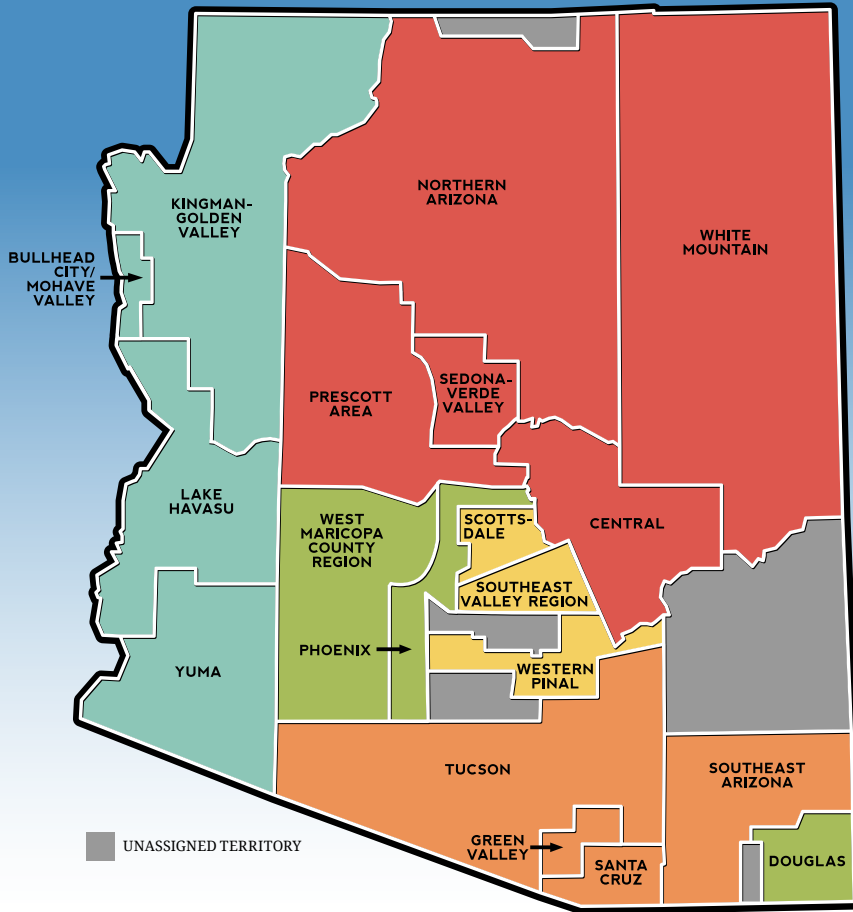 NORTHERN
ARIZONA
KINGMAN-
GOLDEN
VALLEY
WHITE
MOUNTAIN
BULLHEAD
CITY/
MOHAVE
VALLEY
PRESCOTT
AREA
SEDONA-
VERDE
VALLEY
LAKE
HAVASU
WEST
MARICOPA
COUNTY
REGION
SCOTTS-
DALE
CENTRAL
SOUTHEAST
VALLEY REGION
PHOENIX
YUMA
WESTERN
PINAL
TUCSON
SOUTHEAST
ARIZONA
GREEN
VALLEY
SANTA
CRUZ
DOUGLAS
UNASSIGNED TERRITORY